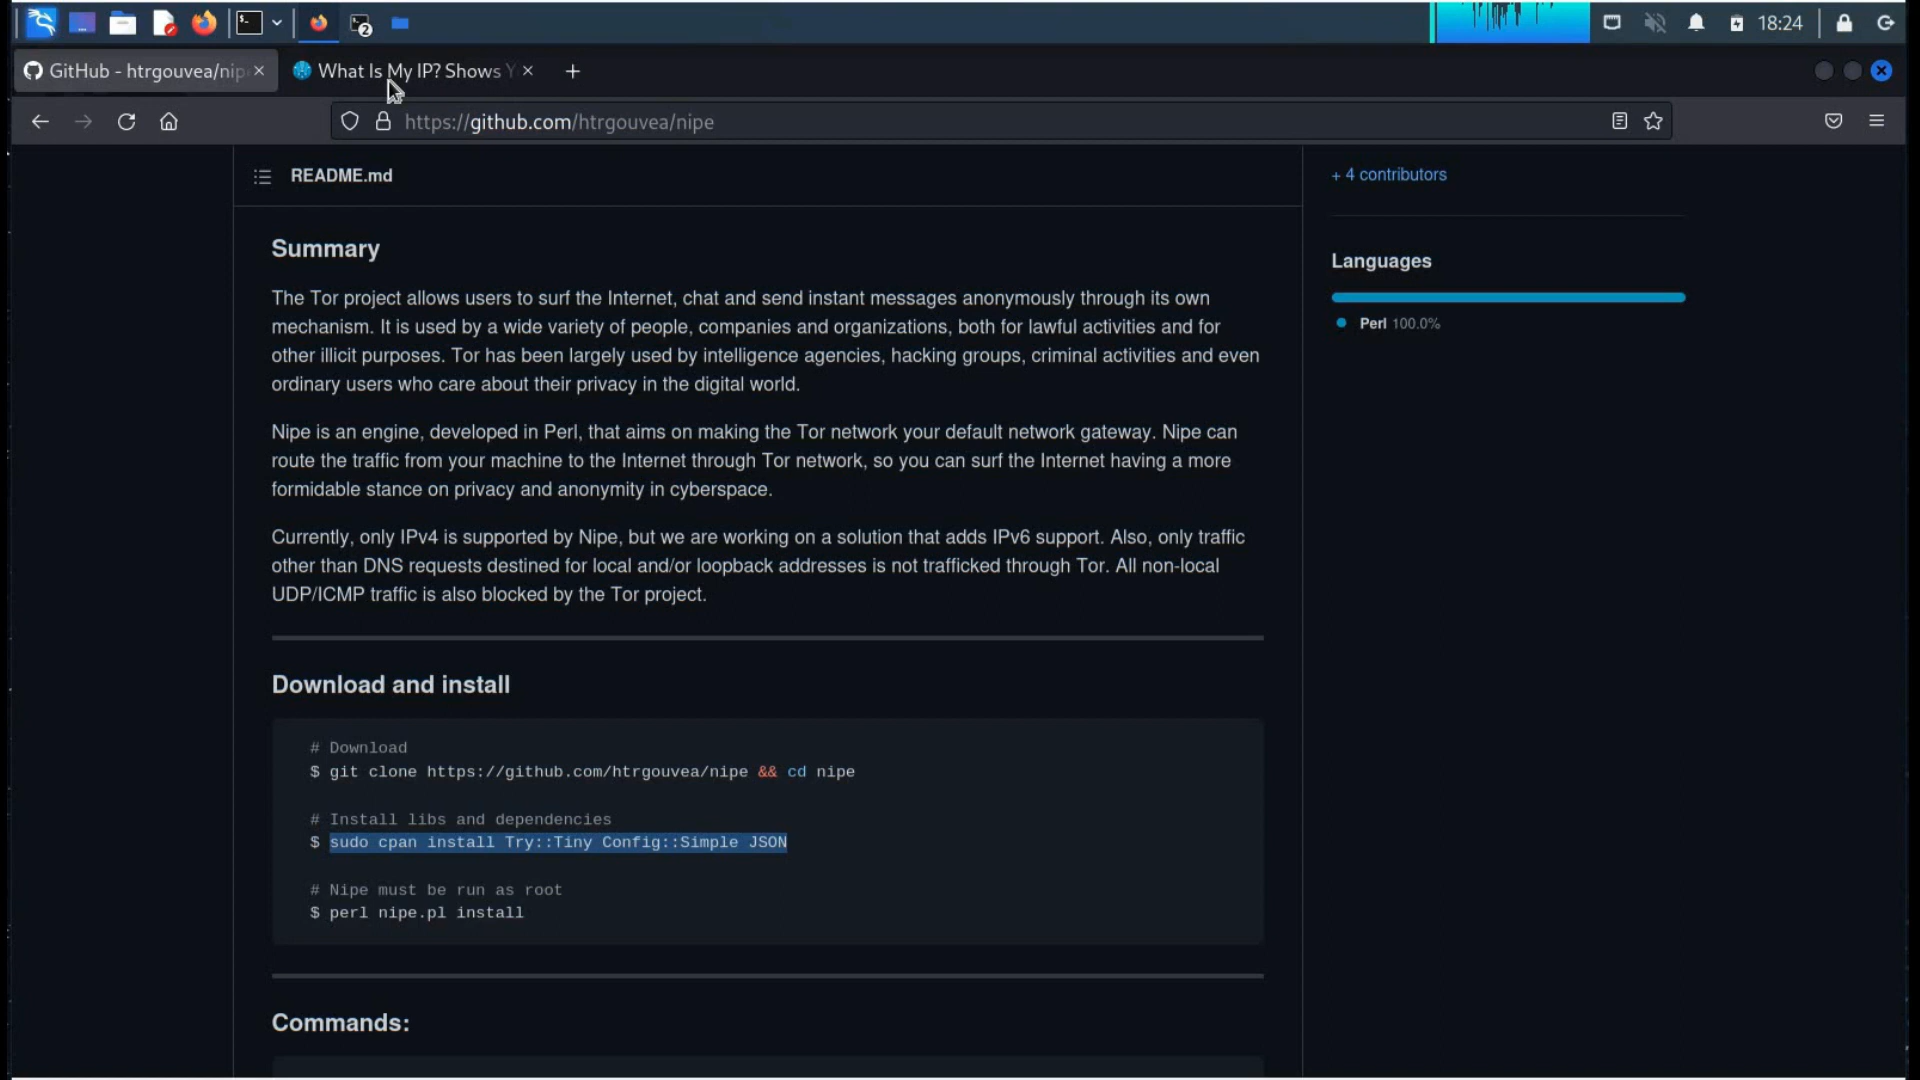 2
18:24
GitHub - htrgouvea/nip
What Is My IP? Shows Y
https://github.com/htrgouvea/nipe
README.md
+ 4 contributors
Summary
Languages
The Tor project allows users to surf the Internet, chat and send instant messages anonymously through its own
mechanism. It is used by a wide variety of people, companies and organizations, both for lawful activities and for
other illicit purposes. Tor has been largely used by intelligence agencies, hacking groups, criminal activities and even
ordinary users who care about their privacy in the digital world.
Perl 100.0%
Nipe is an engine, developed in Perl, that aims on making the Tor network your default network gateway. Nipe can
route the traffic from your machine to the Internet through Tor network, so you can surf the Internet having a more
formidable stance on privacy and anonymity in cyberspace.
Currently, only IPv4 is supported by Nipe, but we are working on a solution that adds IPv6 support. Also, only traffic
other than DNS requests destined for local and/or loopback addresses is not trafficked through Tor. All non-local
UDP/ICMP traffic is also blocked by the Tor project.
Download and install
# Download
$ git clone https://github.com/htrgouvea/nipe && cd nipe
# Install libs and dependencies
$ sudo cpan install Try::Tiny Config::Simple JSON
# Nipe must be run as root
$ perl nipe.pl install
Commands: